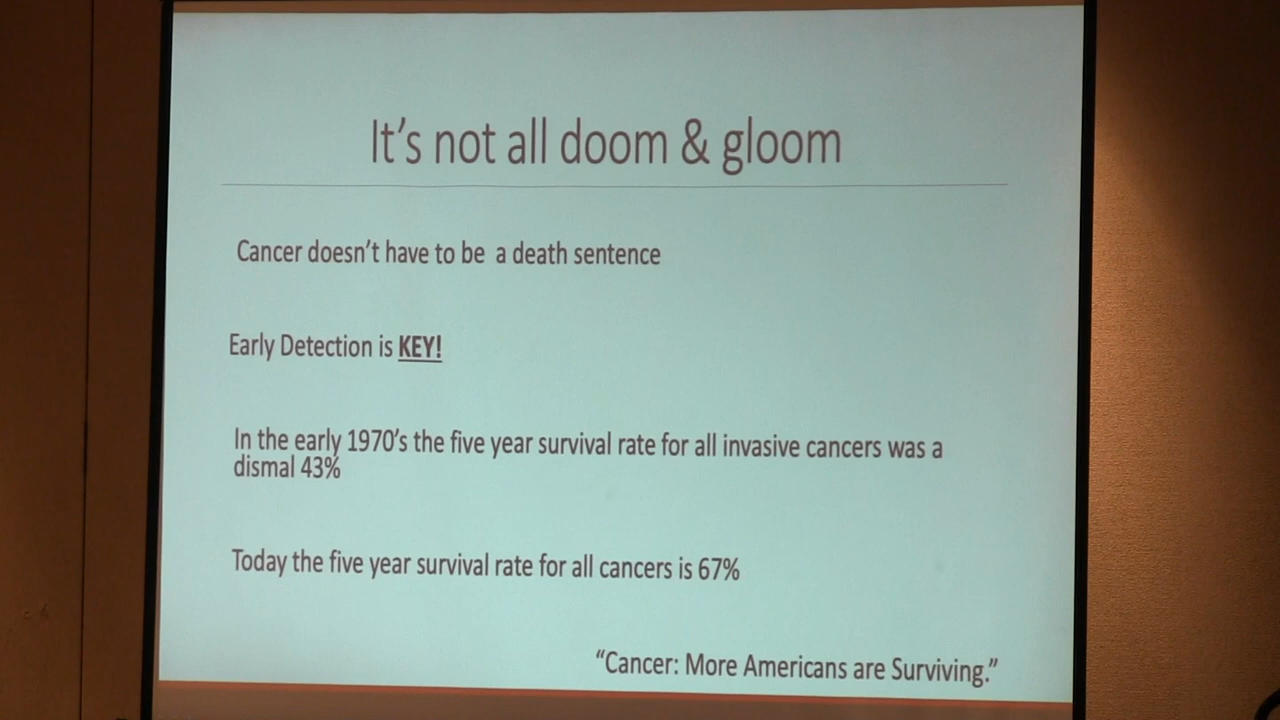 It's not all doom & gloom
Cancer doesn't have to be a death sentence
Early Detection is KEY!
In the early 1970's the five year survival rate for all invasive cancers was a
dismal 43%
Today the five year survival rate for all cancers is 67%
“Cancer: More Americans are Surviving.”